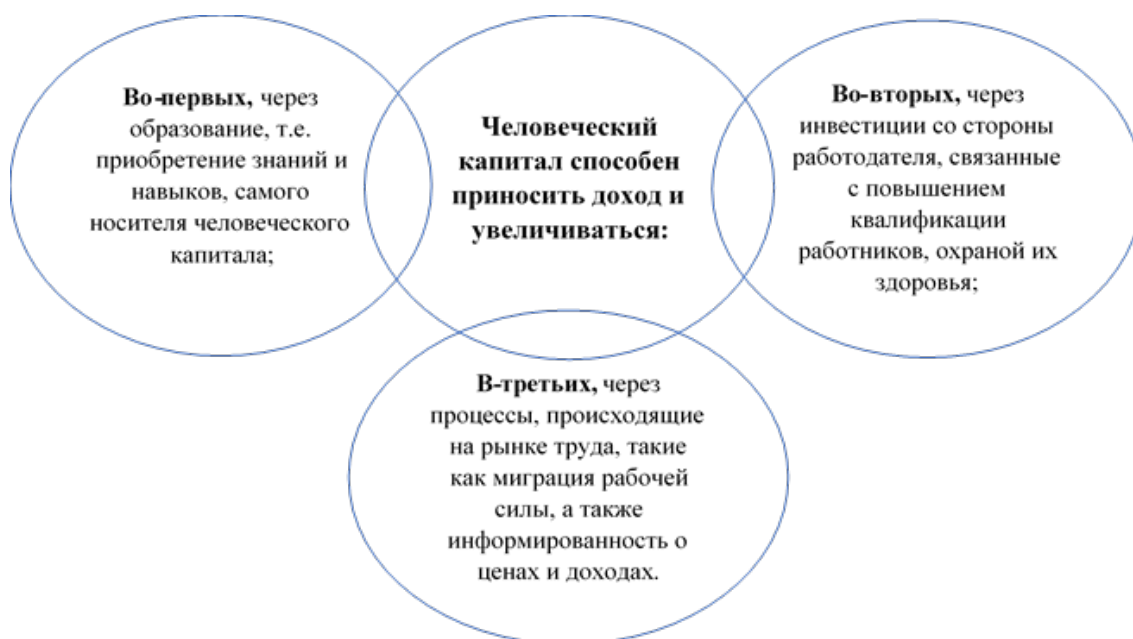 Во-первых, через
образование, т.е.
приобретение знаний и
навыков, самого
носителя человеческого
капитала;
Человеческий
капитал способен
приносить доход и
увеличиваться:
Во-вторых, через
инвестиции со стороны
работодателя, связанные
с повышением
квалификации
работников, охраной их
здоровья;
В-третьих, через
процессы, происходящие
на рынке труда, такие
как миграция рабочей
силы, а также
информированность о
ценах и доходах.